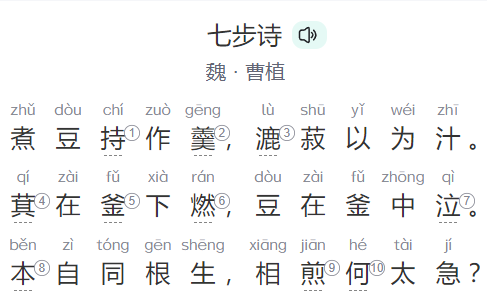 七步诗
魏 · 曹植
zhǔ dòu chí zuò gēng lù shū yǐ wéi zhī
煮豆持①作羹②，漉③菽以为汁。
qí zài fǔ xià rán dòu zài fǔ zhōng qì
萁④在釜⑤下燃⑥，豆在釜中泣⑦。
běn zì tóng gēn shēng xiāng jiān hé tài jí
本⑧自同根生，相煎⑨何⑩太急？